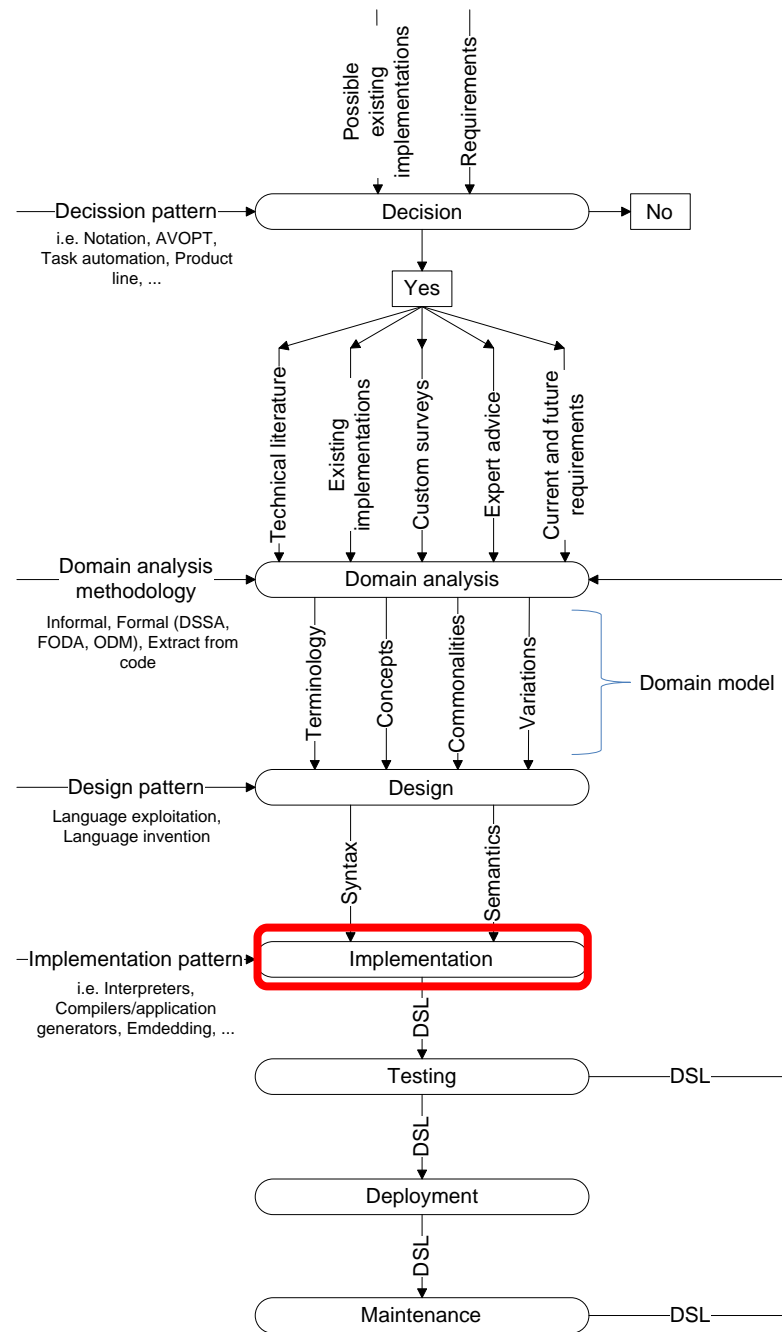 Possible
existing
implementations
Requirements
Decission pattern
i.e. Notation, AVOPT,
Task automation, Product
line, ...
Decision
No
Yes
Technical literature
Existing
implementations
Custom surveys
Expert advice
Current and future
requirements
Domain analysis
methodology
Informal, Formal (DSSA,
FODA, ODM), Extract from
code
Domain analysis
Terminology
Concepts
Commonalities
Variations
Domain model
Design pattern
Language exploitation,
Language invention
Design
Syntax
Semantics
Implementation pattern
i.e. Interpreters,
Compilers/application
generators, Emdedding, ...
Implementation
DSL
Testing
DSL
DSL
Deployment
DSL
Maintenance
DSL